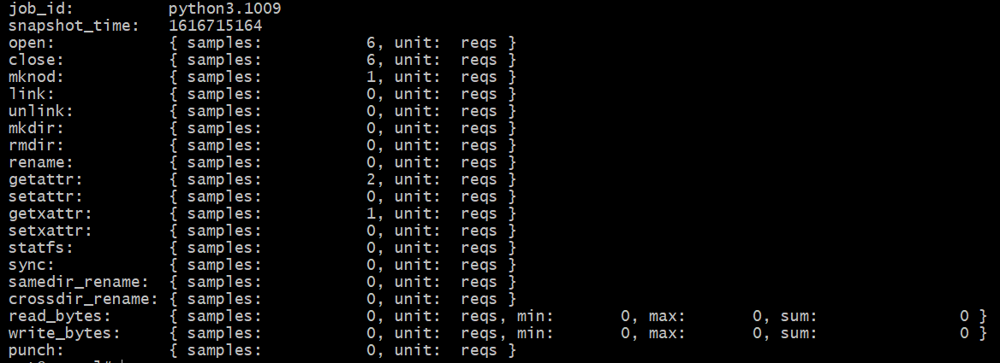 job_id:         python3.1009
snapshot_time:  1616715164
open:           { samples:           6, unit:  reqs }
close:          { samples:           6, unit:  reqs }
mknod:          { samples:           1, unit:  reqs }
link:           { samples:           0, unit:  reqs }
unlink:         { samples:           0, unit:  reqs }
mkdir:          { samples:           0, unit:  reqs }
rmdir:          { samples:           0, unit:  reqs }
rename:         { samples:           0, unit:  reqs }
getattr:        { samples:           2, unit:  reqs }
setattr:        { samples:           0, unit:  reqs }
getxattr:       { samples:           1, unit:  reqs }
setxattr:       { samples:           0, unit:  reqs }
statfs:         { samples:           0, unit:  reqs }
sync:           { samples:           0, unit:  reqs }
samedir_rename: { samples:           0, unit:  reqs }
crossdir_rename: { samples:           0, unit:  reqs }
read_bytes:     { samples:           0, unit:  reqs, min:       0, max:       0, sum:               0 }
write_bytes:    { samples:           0, unit:  reqs, min:       0, max:       0, sum:               0 }
punch:          { samples:           0, unit:  reqs }